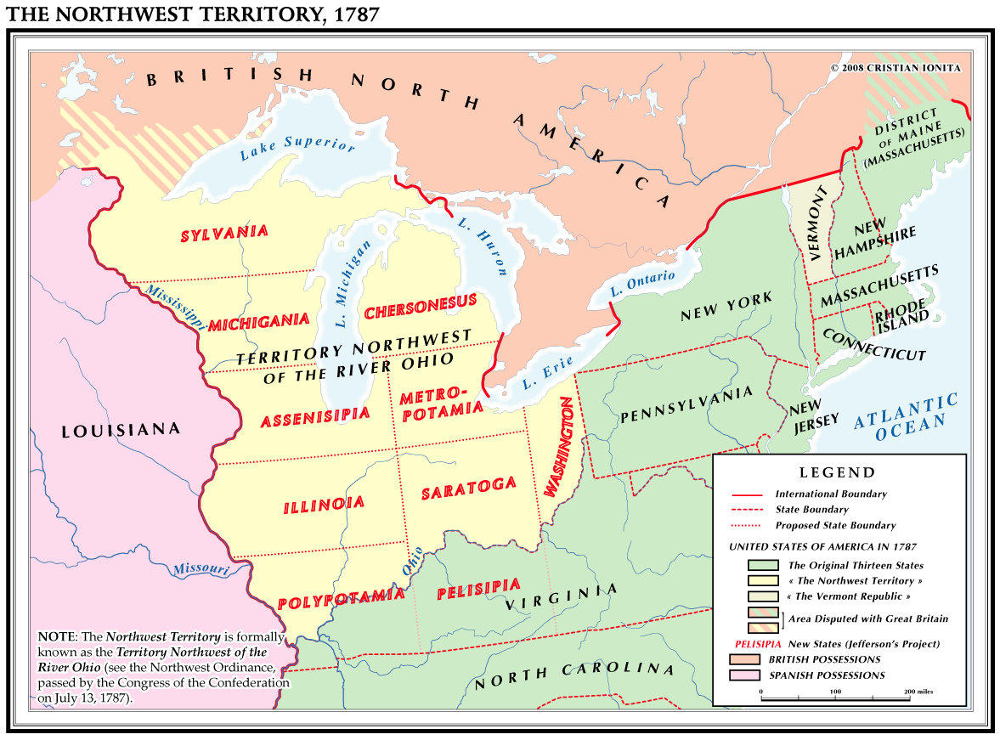 THE NORTHWEST TERRITORY, 1787
© 2008 CRISTIAN IONITA
BRITISH NORTH AMERICA
DISTRICT
OF MAINE
(MASSACHUSETTS)
Lake Superior
SYLVANIA
L. Huron
L. Michigan
VERMONT
NEW
HAMPSHIRE
L. Ontario
Mississippi
MICHIGANIA
CHERSONESUS
NEW YORK
MASSACHUSETTS
RHODE
ISLAND
CONNECTICUT
TERRITORY NORTHWEST
OF THE RIVER OHIO
L. Erie
METRO-
POTAMIA
ASSENISIPIA
WASHINGTON
PENNSYLVANIA
NEW
JERSEY
ATLANTIC
OCEAN
LOUISIANA
ILLINOIA
SARATOGA
Missouri
Ohio
POLYPOTAMIA
PELISIPIA
VIRGINIA
NORTH CAROLINA
NOTE: The Northwest Territory is formally
known as the Territory Northwest of the
River Ohio (see the Northwest Ordinance,
passed by the Congress of the Confederation
on July 13, 1787).
LEGEND
International Boundary
State Boundary
Proposed State Boundary
UNITED STATES OF AMERICA IN 1787
The Original Thirteen States
« The Northwest Territory »
« The Vermont Republic »
Area Disputed with Great Britain
PELISIPIA New States (Jefferson's Project)
BRITISH POSSESSIONS
SPANISH POSSESSIONS
0 100 200 miles